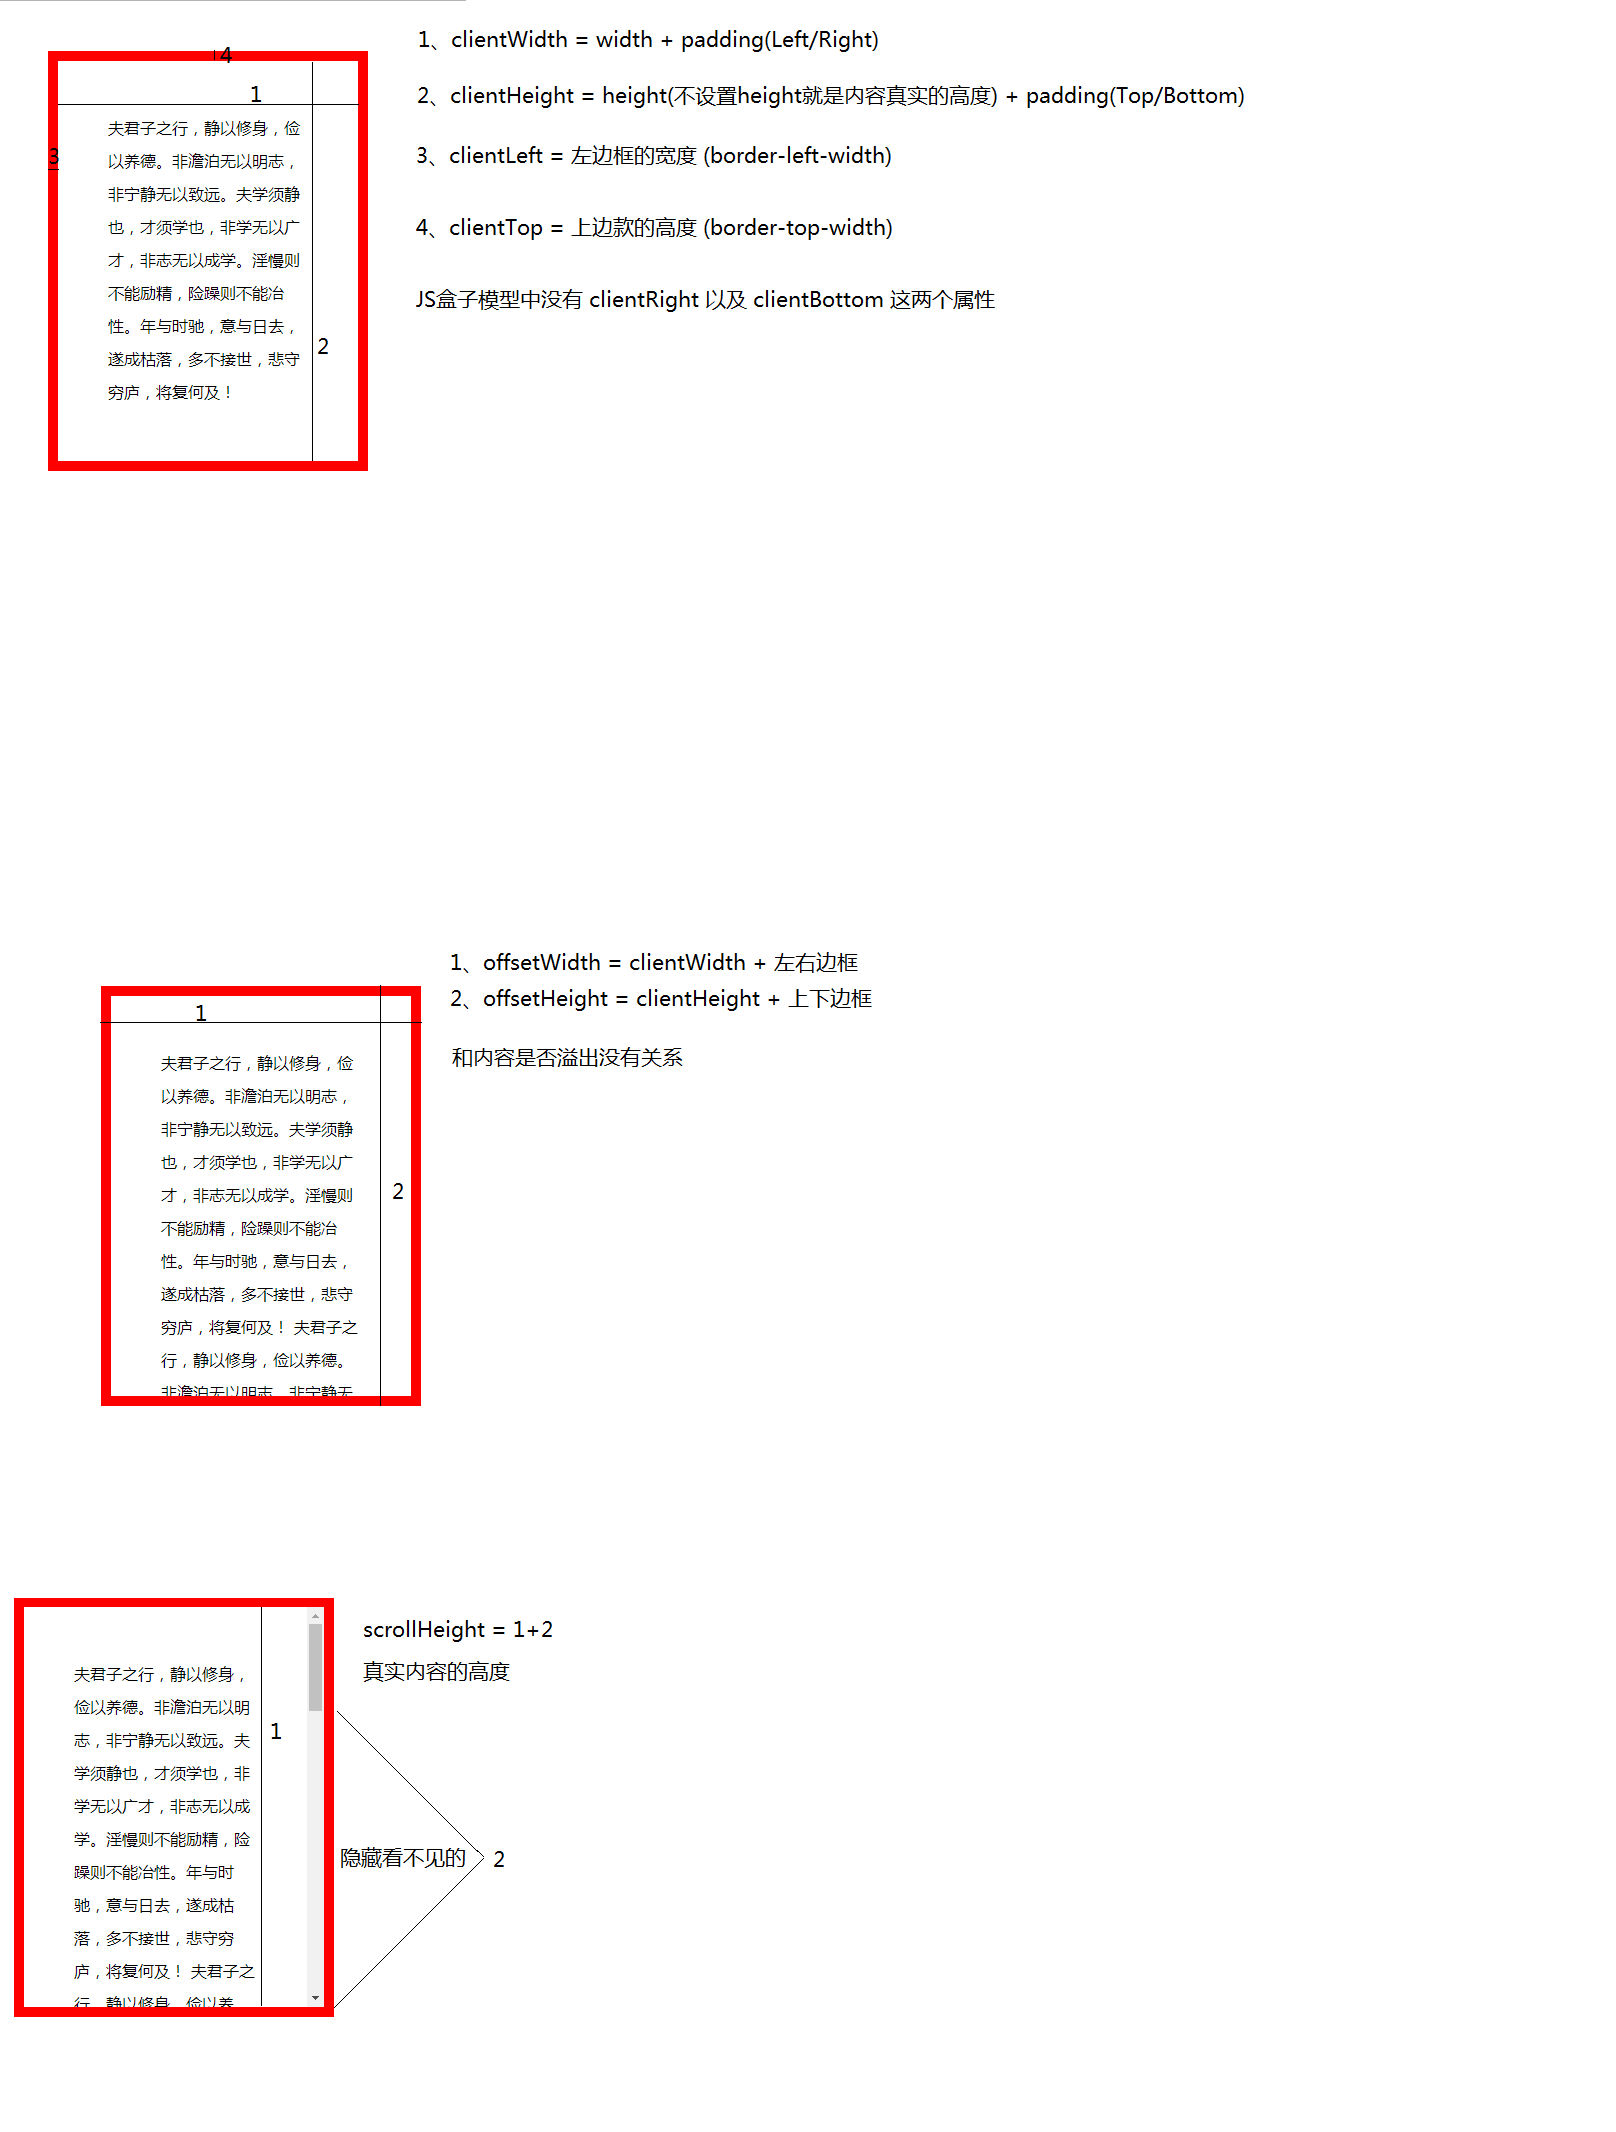 4
1
3
夫君子之行，静以修身，俭
以养德。非澹泊无以明志，
非宁静无以致远。夫学须静
也，才须学也，非学无以广
才，非志无以成学。淫慢则
不能励精，险躁则不能冶
性。年与时驰，意与日去，
遂成枯落，多不接世，悲守
穷庐，将复何及！
2
1、clientWidth = width + padding(Left/Right)
2、clientHeight = height(不设置height就是内容真实的高度) + padding(Top/Bottom)
3、clientLeft = 左边框的宽度 (border-left-width)
4、clientTop = 上边款的高度 (border-top-width)
JS盒子模型中没有 clientRight 以及 clientBottom 这两个属性
1、offsetWidth = clientWidth + 左右边框
2、offsetHeight = clientHeight + 上下边框
和内容是否溢出没有关系
1
夫君子之行，静以修身，俭
以养德。非澹泊无以明志，
非宁静无以致远。夫学须静
也，才须学也，非学无以广
才，非志无以成学。淫慢则
不能励精，险躁则不能冶
性。年与时驰，意与日去，
遂成枯落，多不接世，悲守
穷庐，将复何及！ 夫君子之
行，静以修身，俭以养德。
非澹泊无以明志，非宁静无
2
scrollHeight = 1+2
真实内容的高度
夫君子之行，静以修身，
俭以养德。非澹泊无以明
志，非宁静无以致远。夫
学须静也，才须学也，非
学无以广才，非志无以成
学。淫慢则不能励精，险
躁则不能冶性。年与时
驰，意与日去，遂成枯
落，多不接世，悲守穷
庐，将复何及！ 夫君子之
行，静以修身，俭以养
1
隐藏看不见的
2